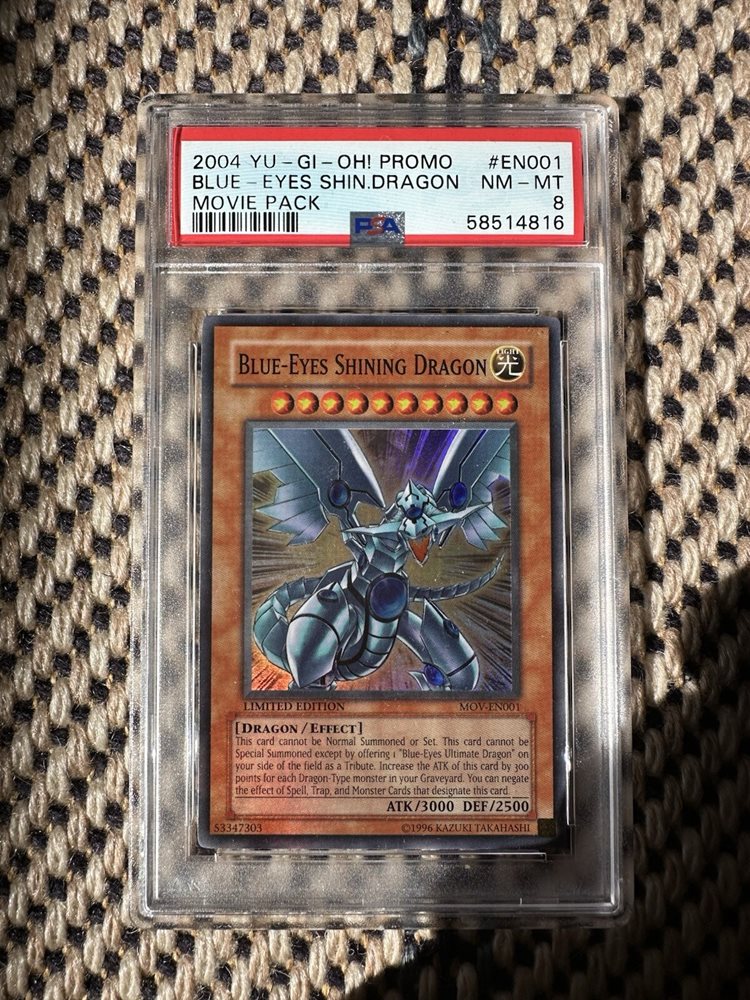 2004 YU-GI-OH! PROMO #EN001
BLUE-EYES SHIN.DRAGON NM-MT
MOVIE PACK 8
PSA 58514816
BLUE-EYES SHINING DRAGON
LIGHT
光
LIMITED EDITION MOV-EN001
[DRAGON/EFFECT]
This card cannot be Normal Summoned or Set. This card cannot be
Special Summoned except by offering 1 "Blue-Eyes Ultimate Dragon" on
your side of the field as a Tribute. Increase the ATK of this card by 300
points for each Dragon-Type monster in your Graveyard. You can negate
the effect of Spell, Trap, and Monster Cards that designate this card.
ATK/3000 DEF/2500
53347303 ©1996 KAZUKI TAKAHASHI